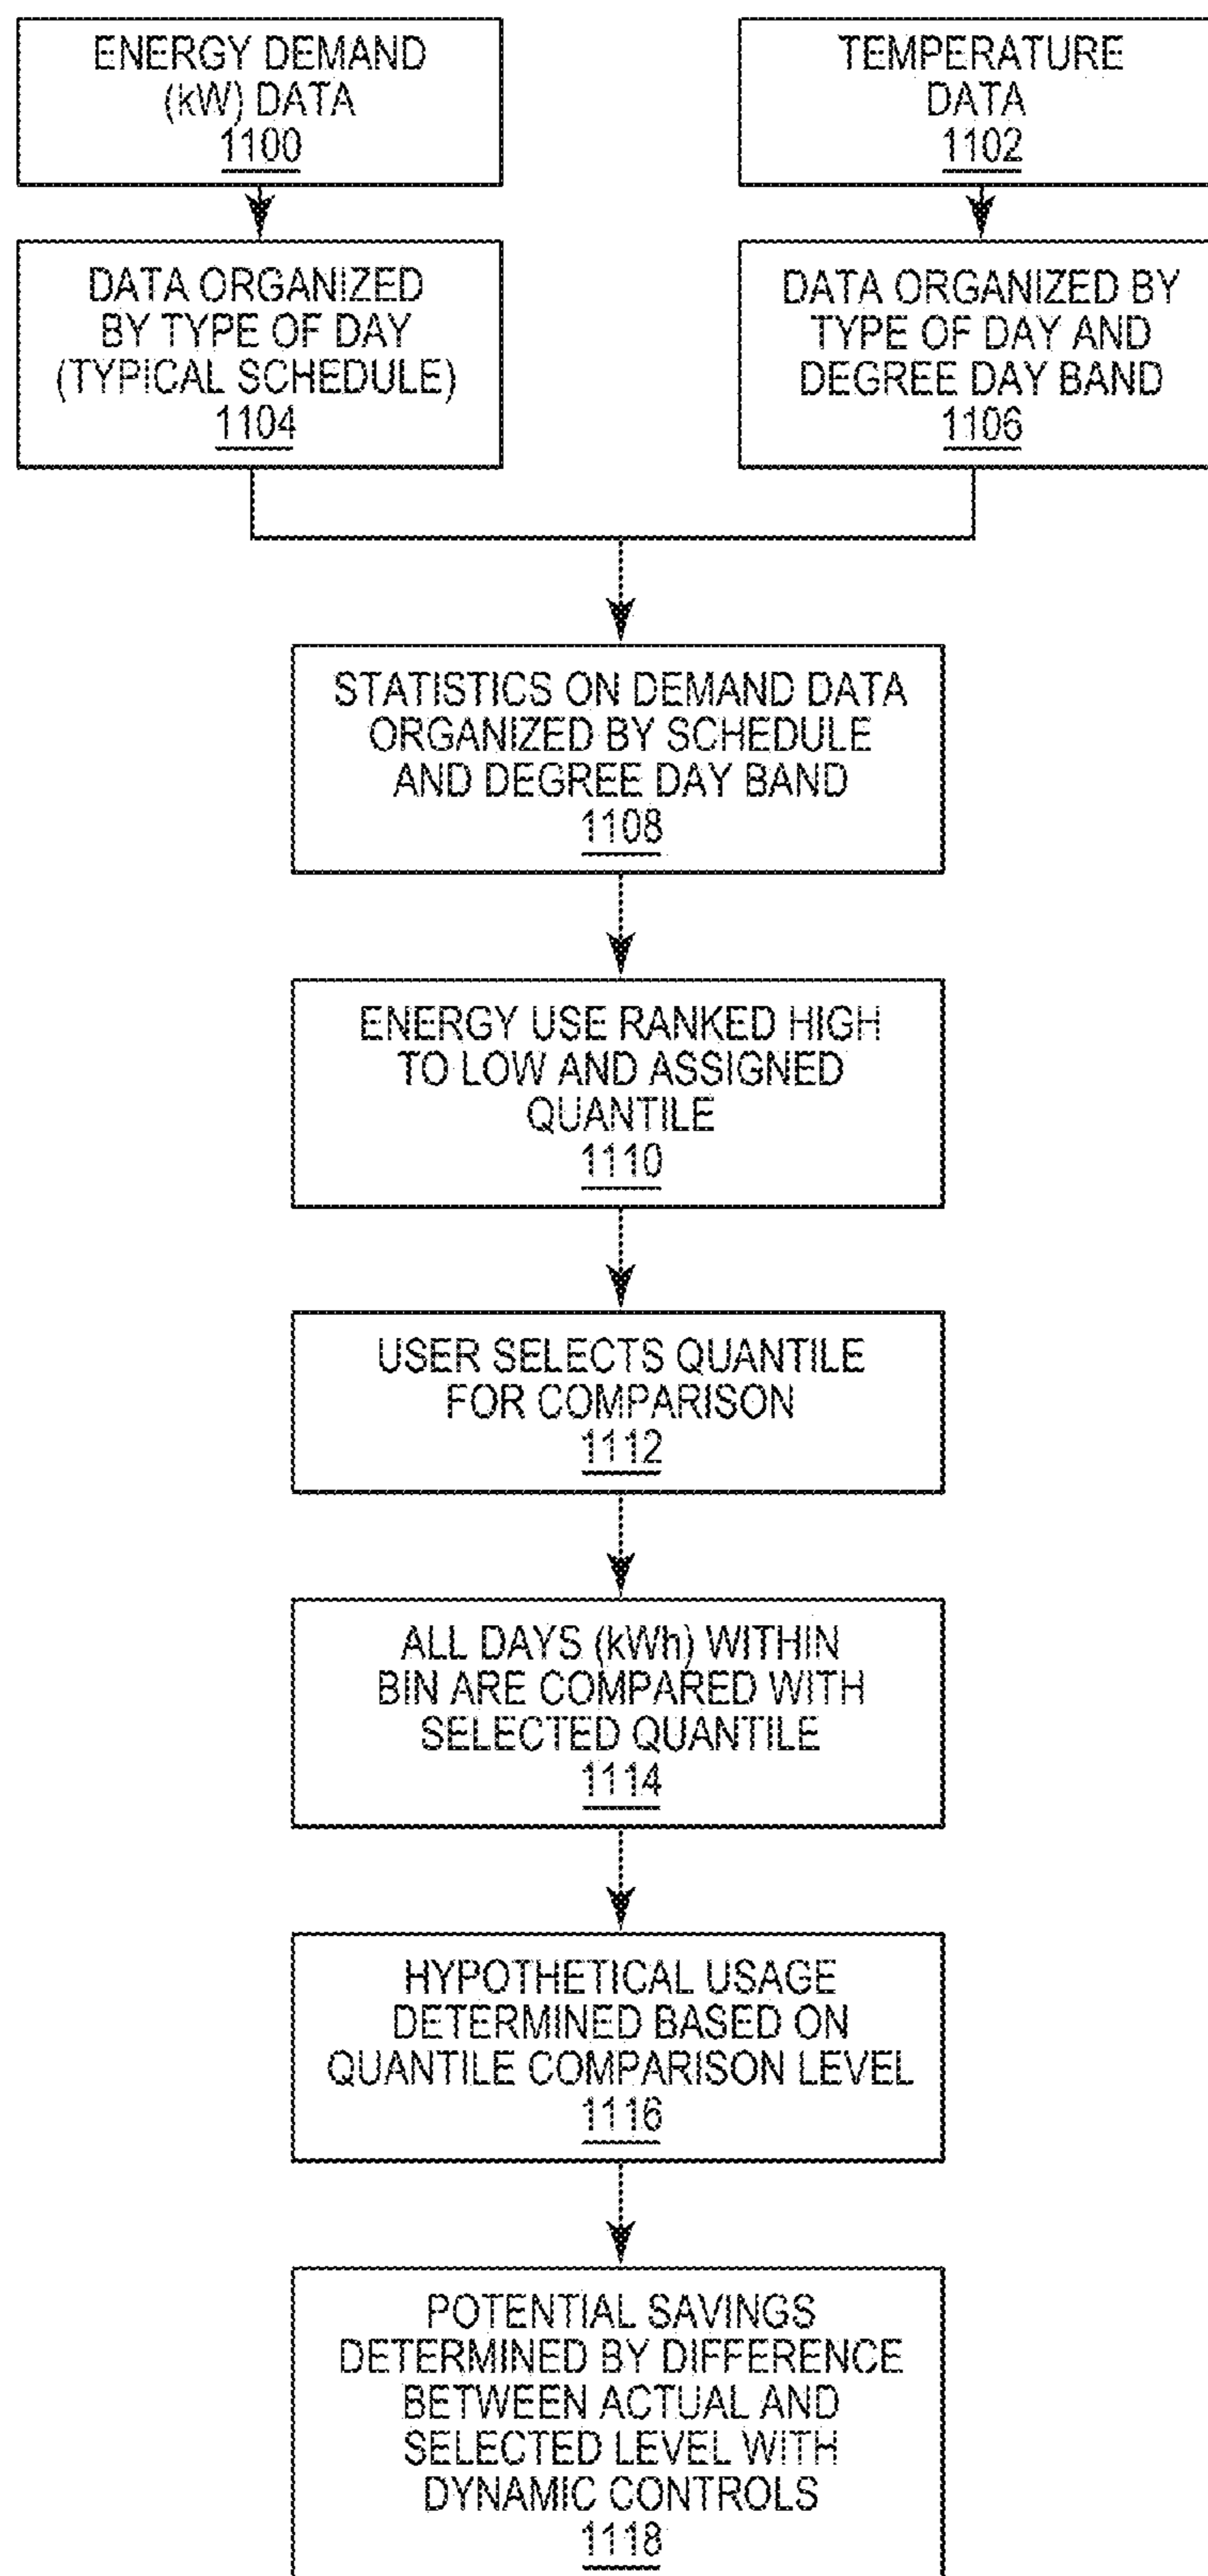 ENERGY DEMAND
(kW) DATA
1100
TEMPERATURE
DATA
1102
DATA ORGANIZED
BY TYPE OF DAY
(TYPICAL SCHEDULE)
1104
DATA ORGANIZED BY
TYPE OF DAY AND
DEGREE DAY BAND
1106
STATISTICS ON DEMAND DATA
ORGANIZED BY SCHEDULE
AND DEGREE DAY BAND
1108
ENERGY USE RANKED HIGH
TO LOW AND ASSIGNED
QUANTILE
1110
USER SELECTS QUANTILE
FOR COMPARISON
1112
ALL DAYS (kWh) WITHIN
BIN ARE COMPARED WITH
SELECTED QUANTILE
1114
HYPOTHETICAL USAGE
DETERMINED BASED ON
QUANTILE COMPARISON LEVEL
1116
POTENTIAL SAVINGS
DETERMINED BY DIFFERENCE
BETWEEN ACTUAL AND
SELECTED LEVEL WITH
DYNAMIC CONTROLS
1118